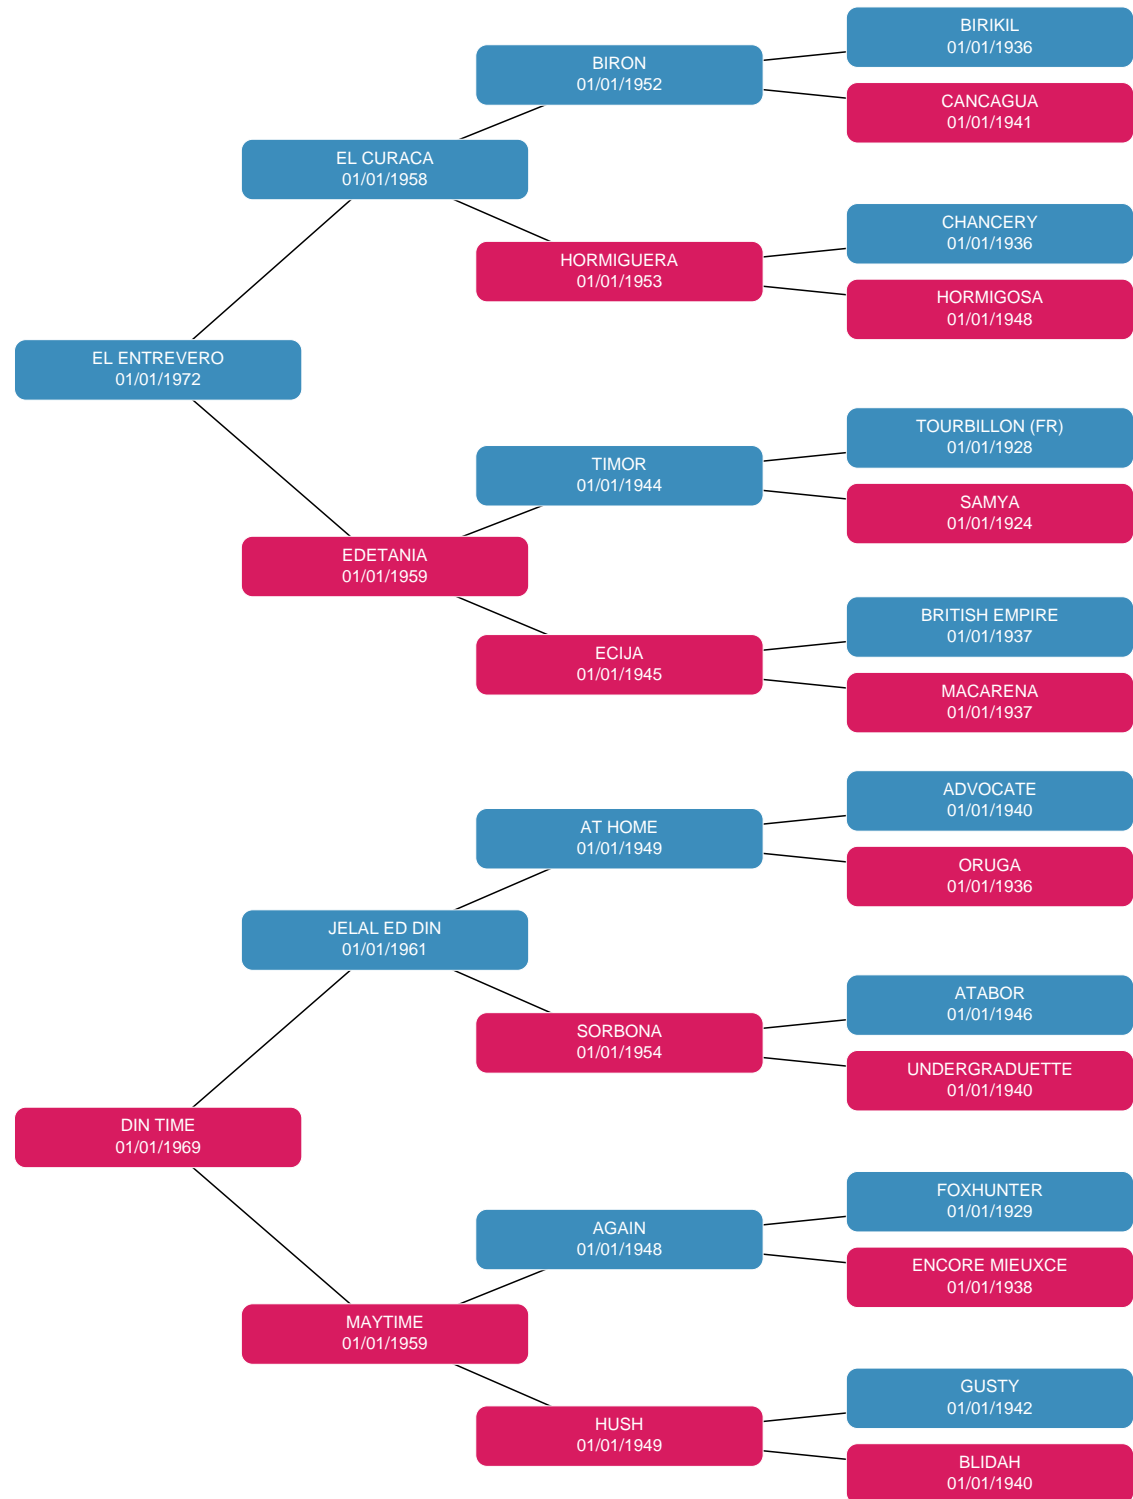 BIRIKIL
01/01/1936
BIRON
01/01/1952
CANCAGUA
01/01/1941
EL CURACA
01/01/1958
CHANCERY
01/01/1936
HORMIGUERA
01/01/1953
HORMIGOSA
01/01/1948
EL ENTREVERO
01/01/1972
TOURBILLON (FR)
01/01/1928
TIMOR
01/01/1944
SAMYA
01/01/1924
EDETANIA
01/01/1959
BRITISH EMPIRE
01/01/1937
ECIJA
01/01/1945
MACARENA
01/01/1937
ADVOCATE
01/01/1940
AT HOME
01/01/1949
ORUGA
01/01/1936
JELAL ED DIN
01/01/1961
ATABOR
01/01/1946
SORBONA
01/01/1954
UNDERGRADUETTE
01/01/1940
DIN TIME
01/01/1969
FOXHUNTER
01/01/1929
AGAIN
01/01/1948
ENCORE MIEUXCE
01/01/1938
MAYTIME
01/01/1959
GUSTY
01/01/1942
HUSH
01/01/1949
BLIDAH
01/01/1940